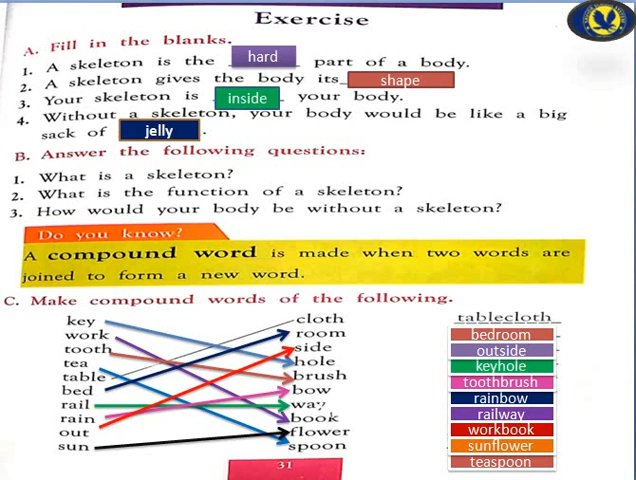 Exercise
A. Fill in the blanks.
1. A skeleton is the hard part of a body.
2. A skeleton gives the body its shape
3. Your skeleton is inside your body.
4. Without a skeleton, your body would be like a big
sack of jelly.
B. Answer the following questions:
1. What is a skeleton?
2. What is the function of a skeleton?
3. How would your body be without a skeleton?
Do you know?
A compound word is made when two words are
joined to form a new word.
C. Make compound words of the following.
key cloth tablecloth
work room bedroom
tooth side outside
tea hole keyhole
table brush toothbrush
bed bow rainbow
rail way railway
rain book workbook
out flower sunflower
sun spoon teaspoon
31